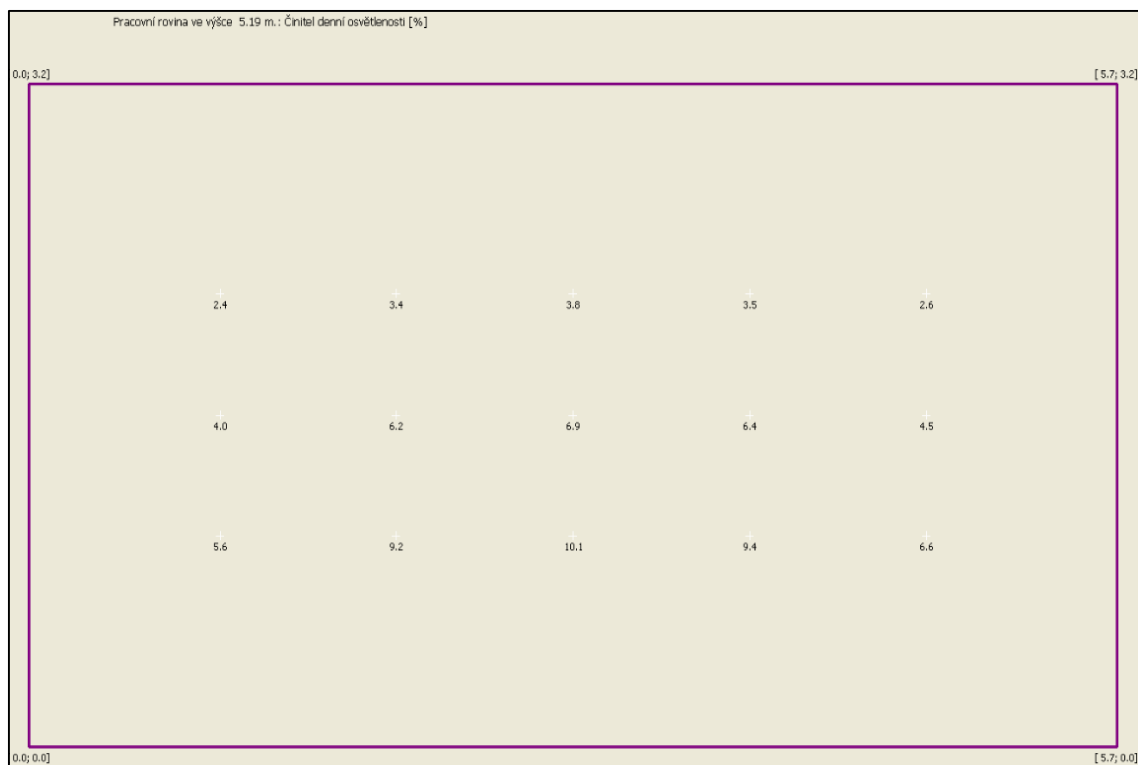 Pracovní rovina ve výšce 5.19 m.: Činitel denní osvětlenosti [%]
0.0; 3.2] [ 5.7; 3.2]
2.4 3.4 3.8 3.5 2.6
4.0 6.2 6.9 6.4 4.5
5.6 9.2 10.1 9.4 6.6
0.0; 0.0] [ 5.7; 0.0]